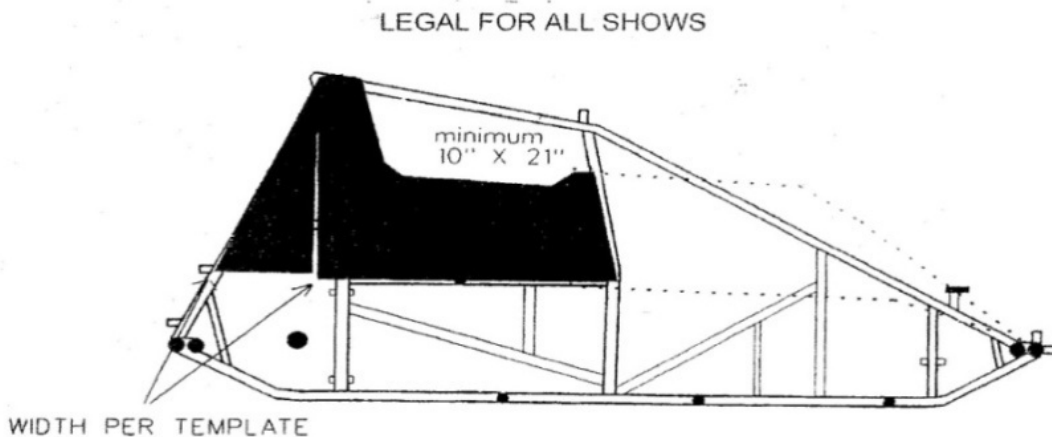 LEGAL FOR ALL SHOWS
minimum
10" X 21"
WIDTH PER TEMPLATE